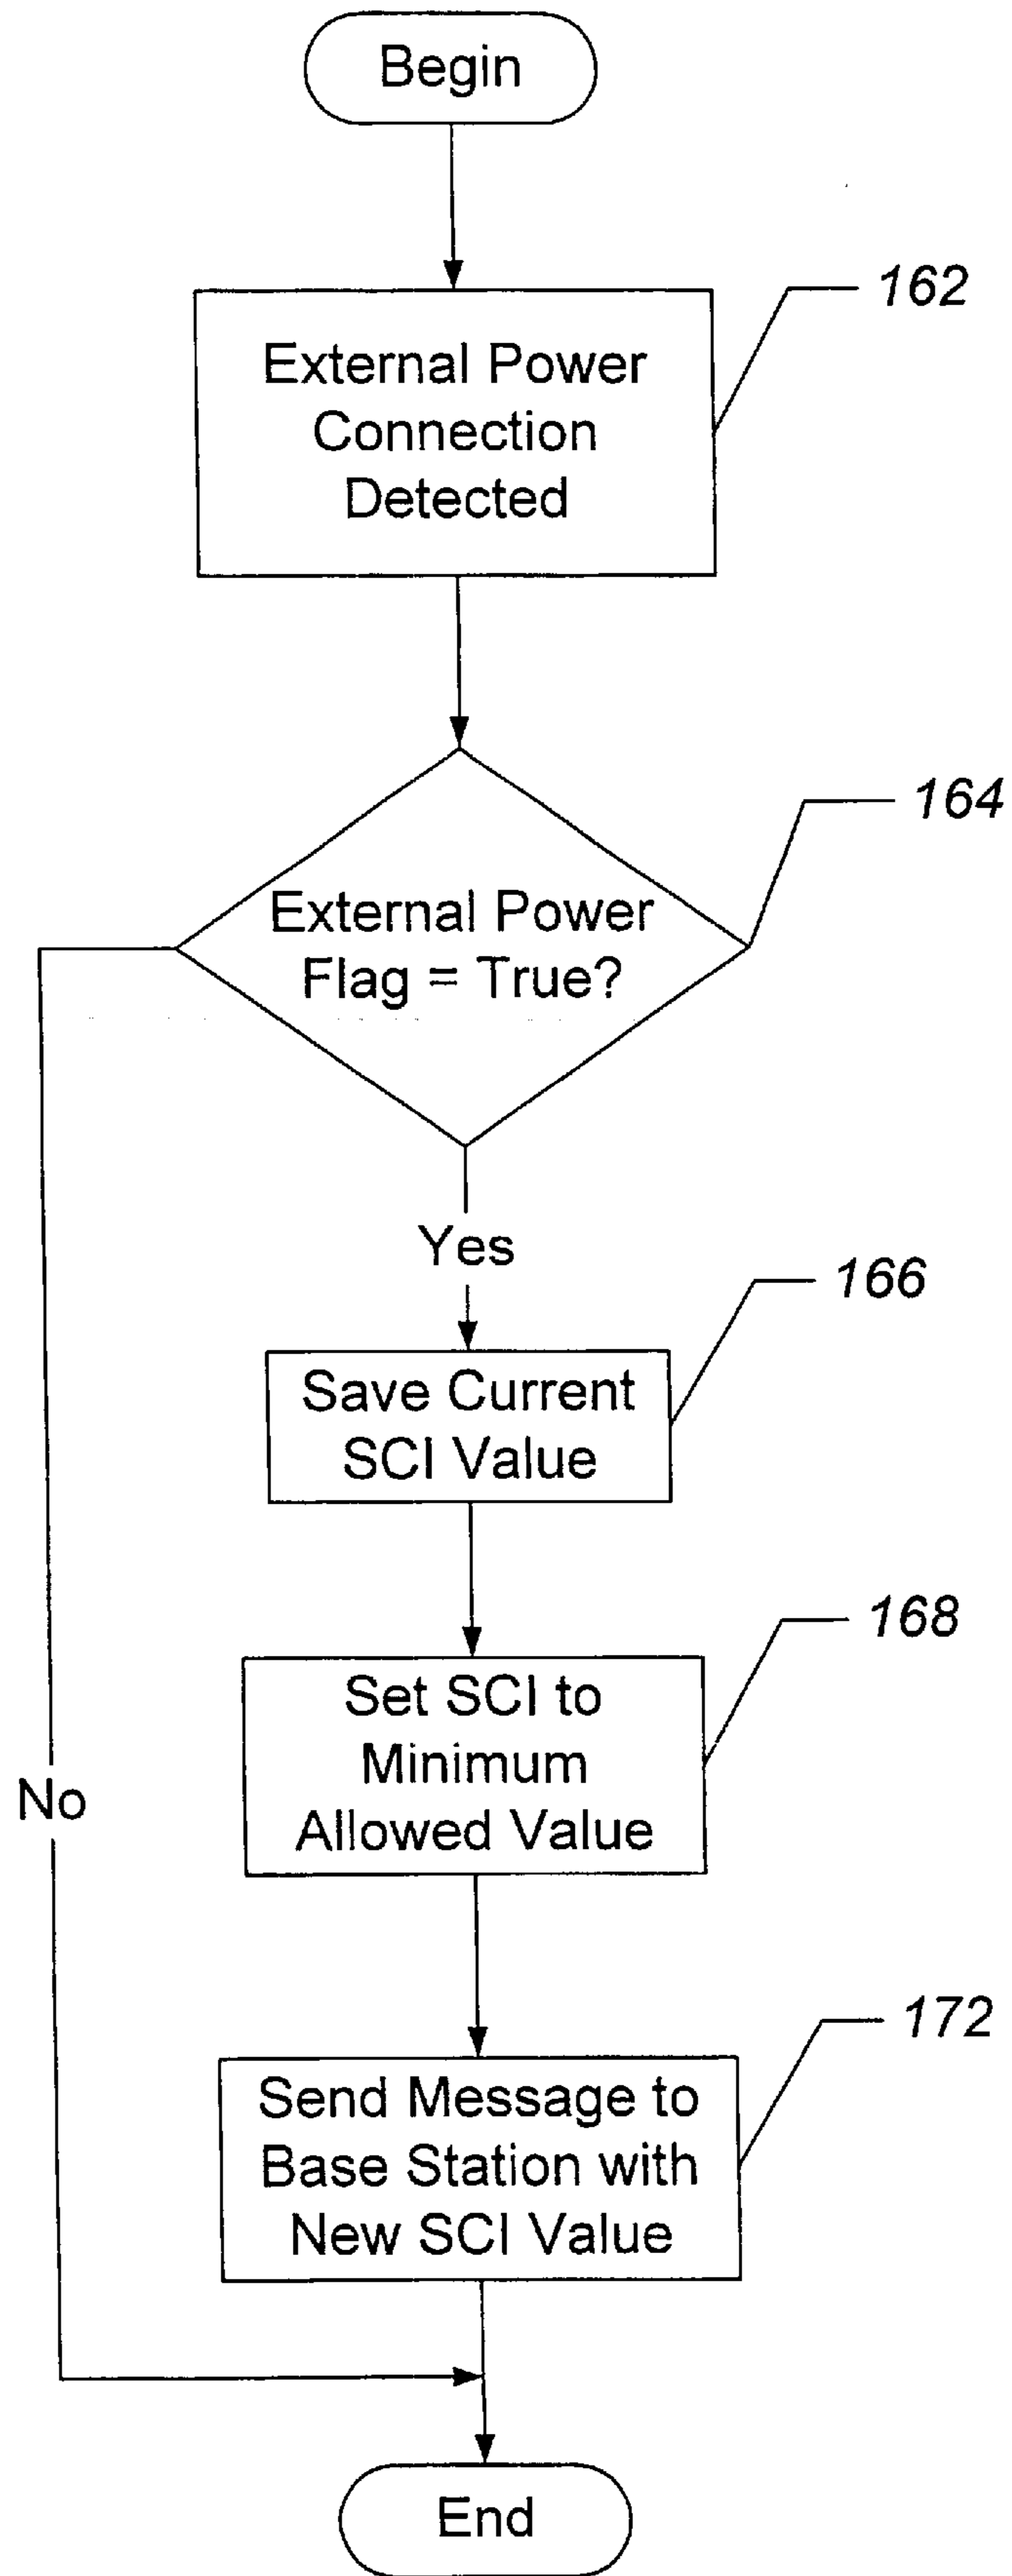 Begin
162
External Power
Connection
Detected
164
External Power
Flag = True?
Yes
166
Save Current
SCI Value
168
Set SCI to
Minimum
Allowed Value
No
172
Send Message to
Base Station with
New SCI Value
End